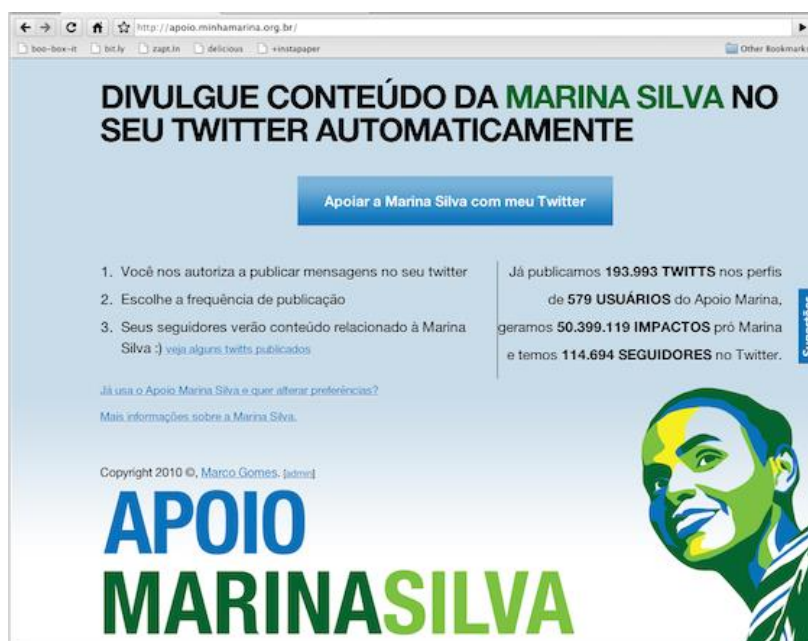 http://apoio.minhamarina.org.br/
boo-box-it bit.ly zapt.In delicious +instapaper Other Bookmarks
DIVULGUE CONTEÚDO DA MARINA SILVA NO
SEU TWITTER AUTOMATICAMENTE
Apoiar a Marina Silva com meu Twitter
1. Você nos autoriza a publicar mensagens no seu twitter
2. Escolhe a frequência de publicação
3. Seus seguidores verão conteúdo relacionado à Marina
Silva :) veja alguns twitts publicados
Já publicamos 193.993 TWITTS nos perfis
de 579 USUÁRIOS do Apoio Marina,
geramos 50.399.119 IMPACTOS pró Marina
e temos 114.694 SEGUIDORES no Twitter.
Sugestões
Já usa o Apoio Marina Silva e quer alterar preferências?
Mais informações sobre a Marina Silva.
Copyright 2010 ©, Marco Gomes. [admin]
APOIO
MARINASILVA